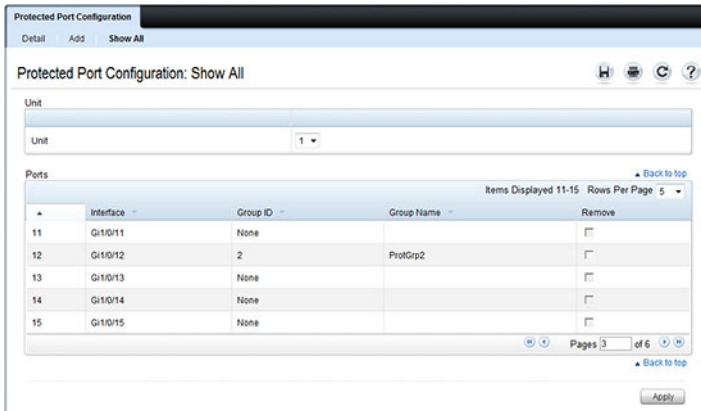 Protected Port Configuration
Detail Add Show All
Protected Port Configuration: Show All
?
Unit
Unit 1
Ports
Back to top
Items Displayed 11-15 Rows Per Page 5
Interface Group ID Group Name Remove
11 Gi1/0/11 None
12 Gi1/0/12 2 ProtGrp2
13 Gi1/0/13 None
14 Gi1/0/14 None
15 Gi1/0/15 None
Pages 3 of 6
Back to top
Apply